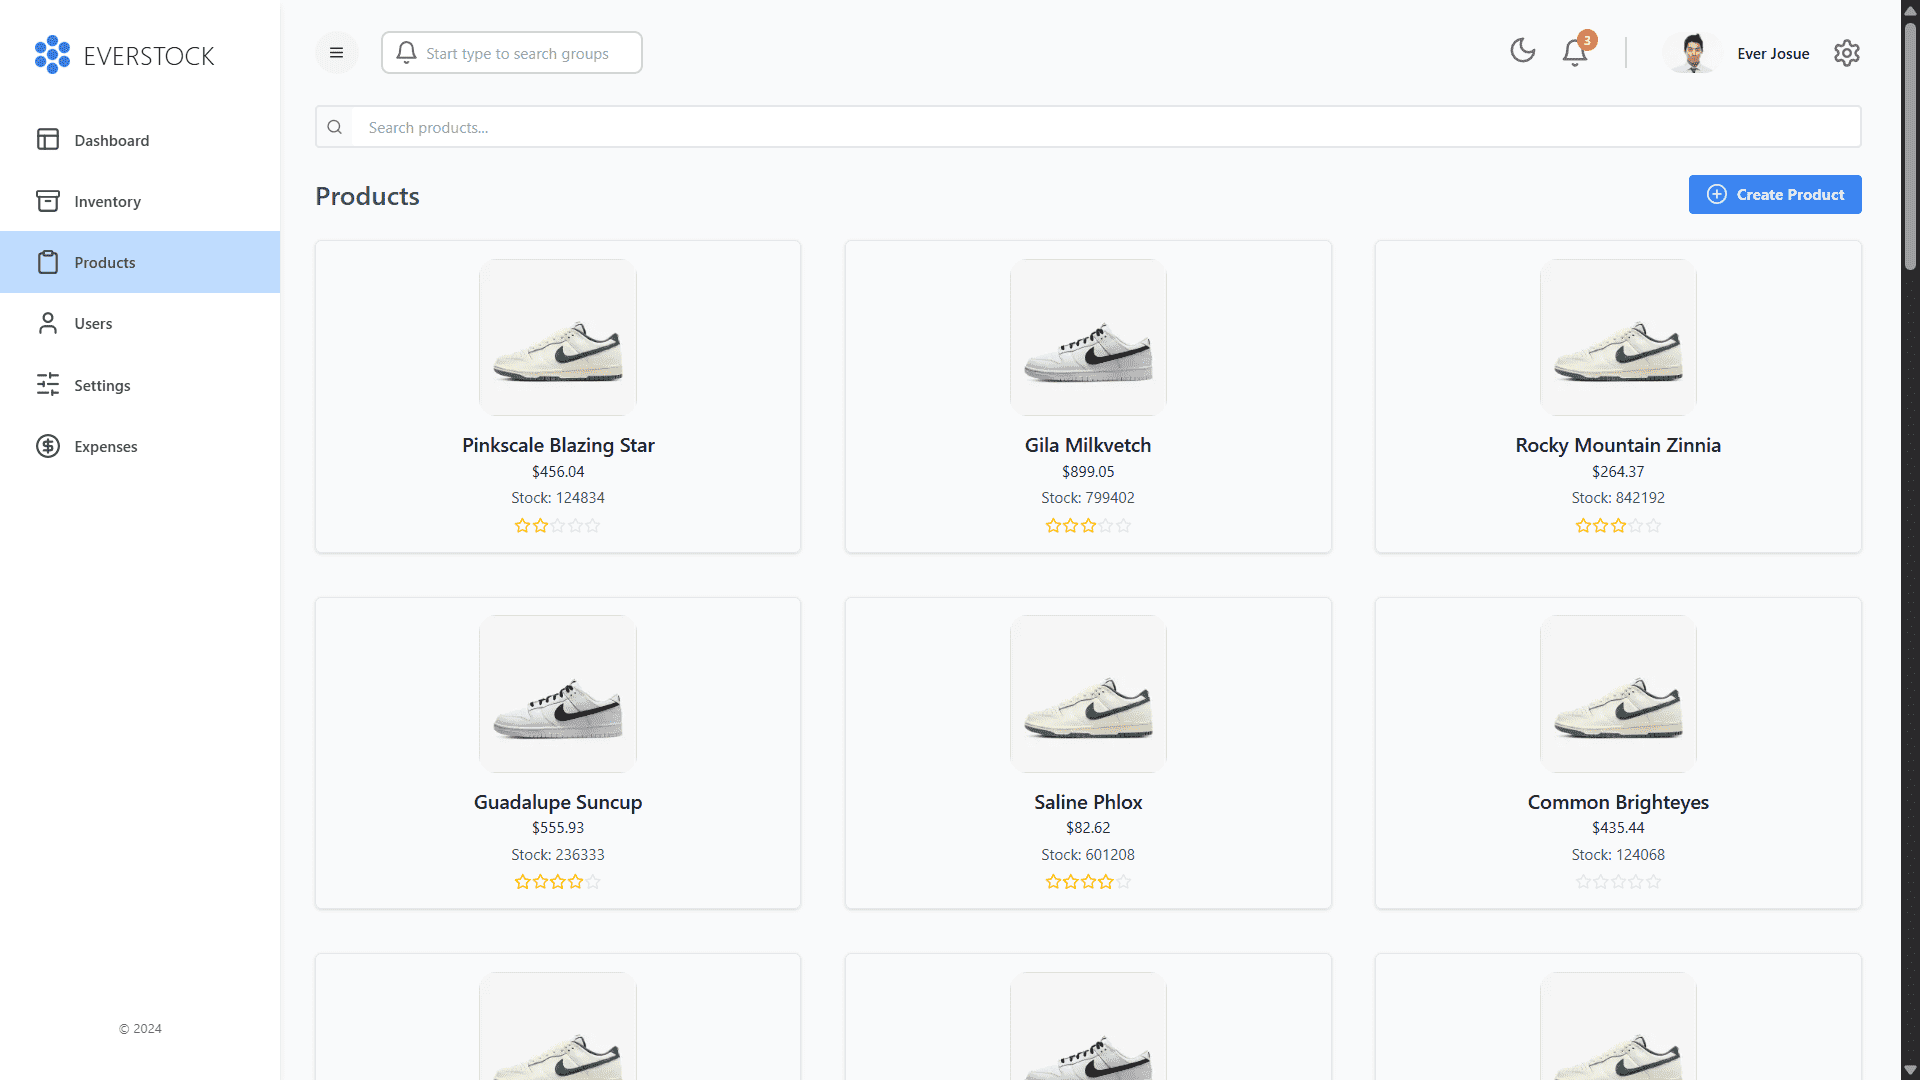 EVERSTOCK
Start type to search groups
3
Ever Josue
Dashboard
Inventory
Products
Users
Settings
Expenses
© 2024
Search products...
Products
Create Product
Pinkscale Blazing Star
$456.04
Stock: 124834
Gila Milkvetch
$899.05
Stock: 799402
Rocky Mountain Zinnia
$264.37
Stock: 842192
Guadalupe Suncup
$555.93
Stock: 236333
Saline Phlox
$82.62
Stock: 601208
Common Brighteyes
$435.44
Stock: 124068